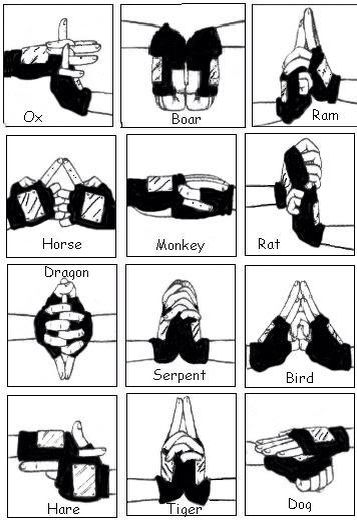 Ox
Boar
Ram
Horse
Monkey
Rat
Dragon
Serpent
Bird
Hare
Tiger
Dog